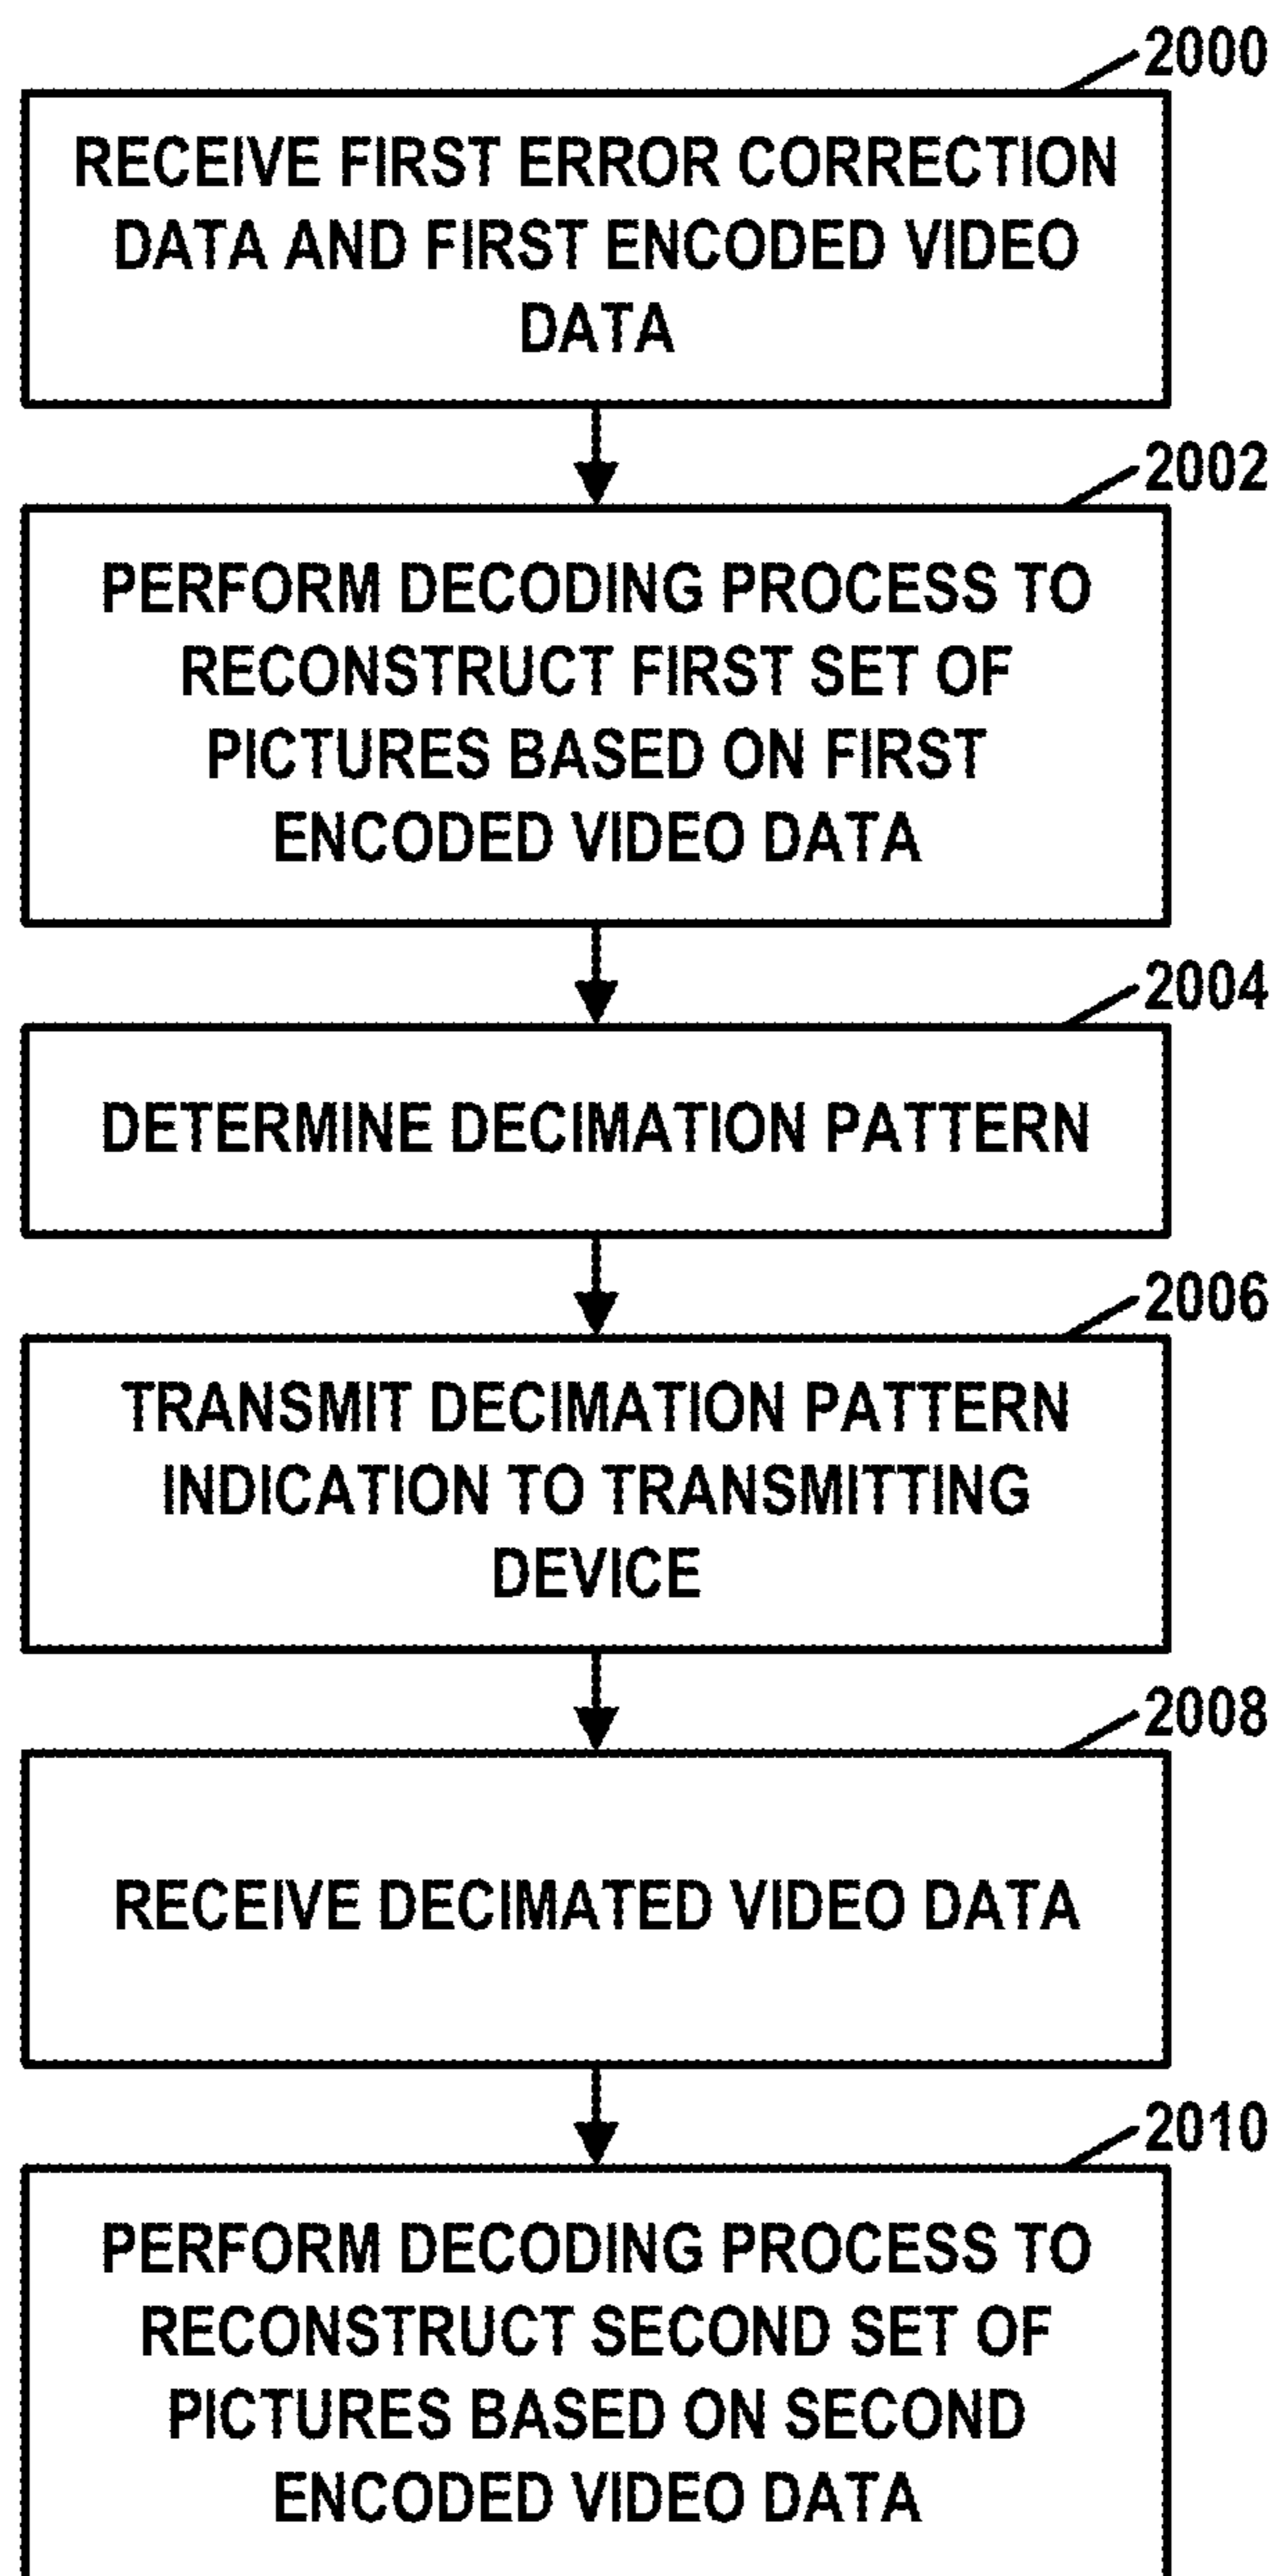 2000
RECEIVE FIRST ERROR CORRECTION
DATA AND FIRST ENCODED VIDEO
DATA
2002
PERFORM DECODING PROCESS TO
RECONSTRUCT FIRST SET OF
PICTURES BASED ON FIRST
ENCODED VIDEO DATA
2004
DETERMINE DECIMATION PATTERN
2006
TRANSMIT DECIMATION PATTERN
INDICATION TO TRANSMITTING
DEVICE
2008
RECEIVE DECIMATED VIDEO DATA
2010
PERFORM DECODING PROCESS TO
RECONSTRUCT SECOND SET OF
PICTURES BASED ON SECOND
ENCODED VIDEO DATA